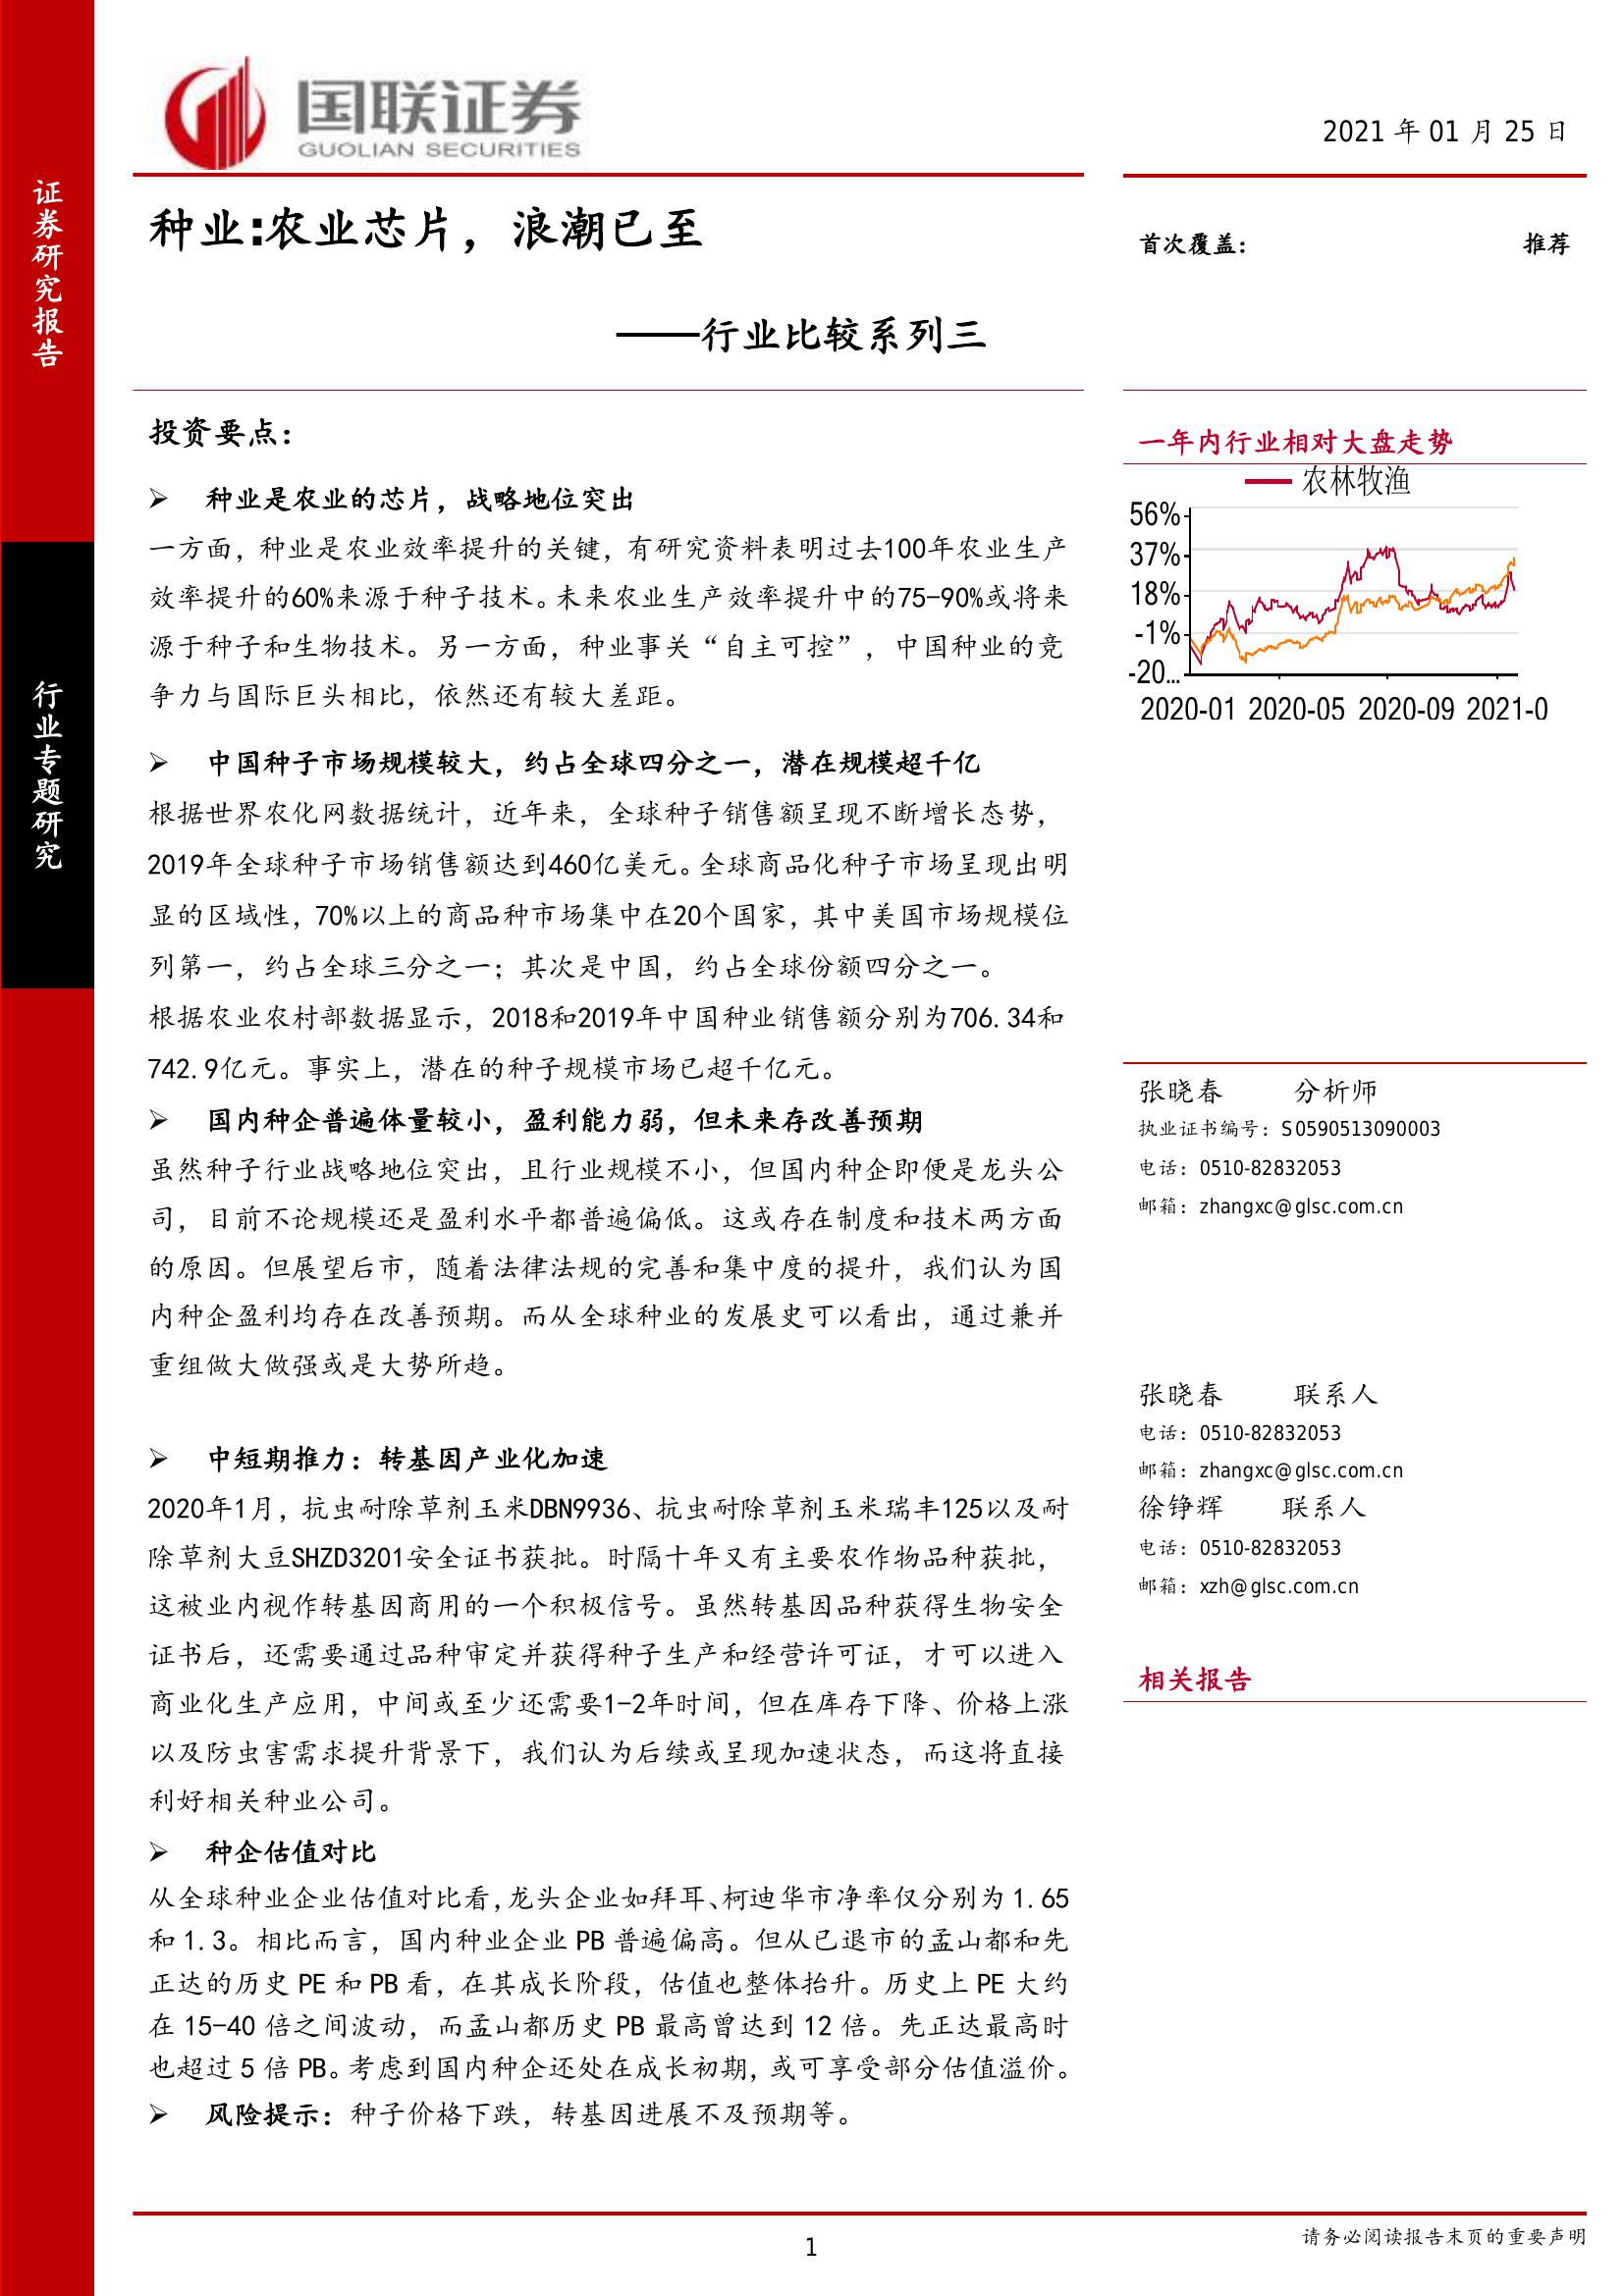 证券研究报告
行业专题研究
国联证券
GUOLIAN SECURITIES
2021 年 01 月 25 日
种业:农业芯片，浪潮已至
——行业比较系列三
首次覆盖： 推荐
投资要点：
➢ 种业是农业的芯片，战略地位突出
一方面，种业是农业效率提升的关键，有研究资料表明过去100年农业生产
效率提升的60%来源于种子技术。未来农业生产效率提升中的75-90%或将来
源于种子和生物技术。另一方面，种业事关“自主可控”，中国种业的竞
争力与国际巨头相比，依然还有较大差距。
➢ 中国种子市场规模较大，约占全球四分之一，潜在规模超千亿
根据世界农化网数据统计，近年来，全球种子销售额呈现不断增长态势，
2019年全球种子市场销售额达到460亿美元。全球商品化种子市场呈现出明
显的区域性，70%以上的商品种市场集中在20个国家，其中美国市场规模位
列第一，约占全球三分之一；其次是中国，约占全球份额四分之一。
根据农业农村部数据显示，2018和2019年中国种业销售额分别为706.34和
742.9亿元。事实上，潜在的种子规模市场已超千亿元。
➢ 国内种企普遍体量较小，盈利能力弱，但未来存改善预期
虽然种子行业战略地位突出，且行业规模不小，但国内种企即便是龙头公
司，目前不论规模还是盈利水平都普遍偏低。这或存在制度和技术两方面
的原因。但展望后市，随着法律法规的完善和集中度的提升，我们认为国
内种企盈利均存在改善预期。而从全球种业的发展史可以看出，通过兼并
重组做大做强或是大势所趋。
➢ 中短期推力：转基因产业化加速
2020年1月，抗虫耐除草剂玉米DBN9936、抗虫耐除草剂玉米瑞丰125以及耐
除草剂大豆SHZD3201安全证书获批。时隔十年又有主要农作物品种获批，
这被业内视作转基因商用的一个积极信号。虽然转基因品种获得生物安全
证书后，还需要通过品种审定并获得种子生产和经营许可证，才可以进入
商业化生产应用，中间或至少还需要1-2年时间，但在库存下降、价格上涨
以及防虫害需求提升背景下，我们认为后续或呈现加速状态，而这将直接
利好相关种业公司。
➢ 种企估值对比
从全球种业企业估值对比看，龙头企业如拜耳、柯迪华市净率仅分别为 1.65
和 1.3。相比而言，国内种业企业 PB 普遍偏高。但从已退市的孟山都和先
正达的历史 PE 和 PB 看，在其成长阶段，估值也整体抬升。历史上 PE 大约
在 15-40 倍之间波动，而孟山都历史 PB 最高曾达到 12 倍。先正达最高时
也超过 5 倍 PB。考虑到国内种企还处在成长初期，或可享受部分估值溢价。
➢ 风险提示：种子价格下跌，转基因进展不及预期等。
一年内行业相对大盘走势
农林牧渔
56%
37%
18%
-1%
-20…
2020-01 2020-05 2020-09 2021-0
张晓春 分析师
执业证书编号：S0590513090003
电话：0510-82832053
邮箱：zhangxc@glsc.com.cn
张晓春 联系人
电话：0510-82832053
邮箱：zhangxc@glsc.com.cn
徐铮辉 联系人
电话：0510-82832053
邮箱：xzh@glsc.com.cn
相关报告
1
请务必阅读报告末页的重要声明